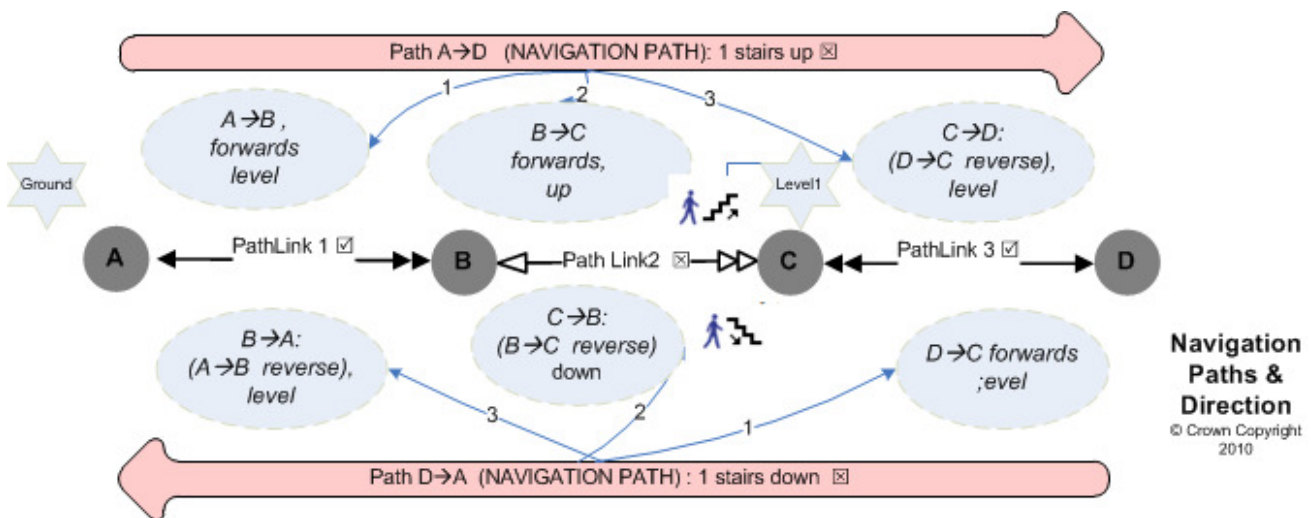 Path A→D (NAVIGATION PATH): 1 stairs up ☒
1
2
3
A→B ,
forwards
level
B→C
forwards,
up
C→D:
(D→C reverse),
level
Ground
Level1
A
PathLink 1 ☑
B
Path Link2 ☒
C
PathLink 3 ☑
D
B→A:
(A→B reverse),
level
C→B:
(B→C reverse)
down
D→C forwards
;evel
3
2
1
Navigation
Paths &
Direction
© Crown Copyright
2010
Path D→A (NAVIGATION PATH) : 1 stairs down ☒